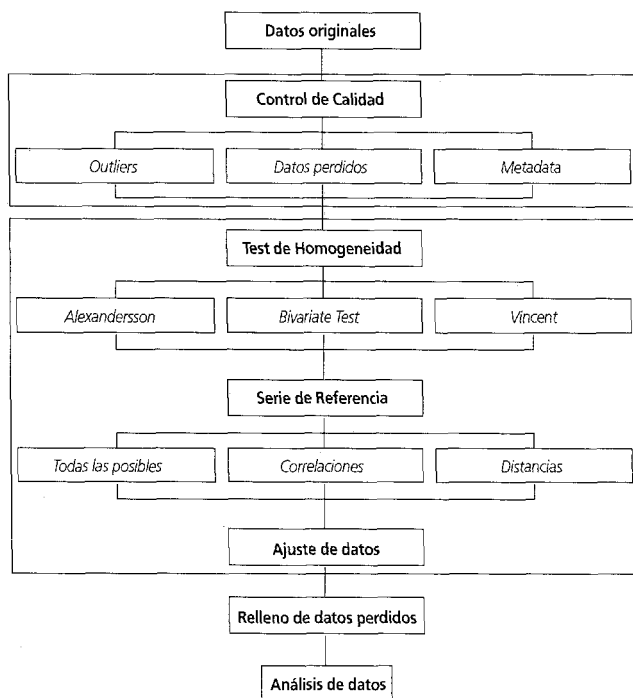 Datos originales
Control de Calidad
Outliers
Datos perdidos
Metadata
Test de Homogeneidad
Alexandersson
Bivariate Test
Vincent
Serie de Referencia
Todas las posibles
Correlaciones
Distancias
Ajuste de datos
Relleno de datos perdidos
Análisis de datos